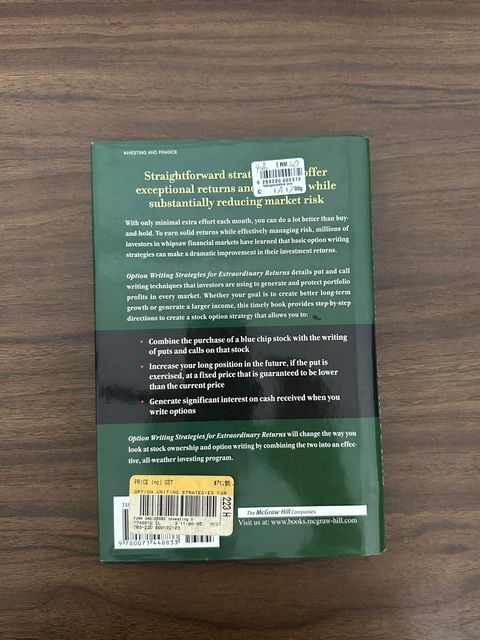 INVESTING AND FINANCE
Straightforward offer
exceptional returns and while
substantially reducing market risk
With only minimal extra effort each month, you can do a lot better than buy-
and-hold. To earn solid returns while effectively managing risk, millions of
investors in whipsaw financial markets have learned that basic option writing
strategies can make a dramatic improvement in their investment returns.
Option Writing Strategies for Extraordinary Returns details put and call
writing techniques that investors are using to generate and protect portfolio
profits in every market. Whether your goal is to create better long-term
growth or generate a larger income, this timely book provides step-by-step
directions to create a stock option strategy that allows you to:
• Combine the purchase of a blue chip stock with the writing
of puts and calls on that stock
• Increase your long position in the future, if the put is
exercised, at a fixed price that is guaranteed to be lower
than the current price
• Generate significant interest on cash received when you
write options
Option Writing Strategies for Extraordinary Returns will change the way you
look at stock ownership and option writing by combining the two into an effec-
tive, all-weather investing program.
PRICE incl GST $71.95
OPTION WRITING STRATEGIES FOR
223 H
The McGraw-Hill Companies
Visit us at: www.books.mcgraw-hill.com
9 780071 448833